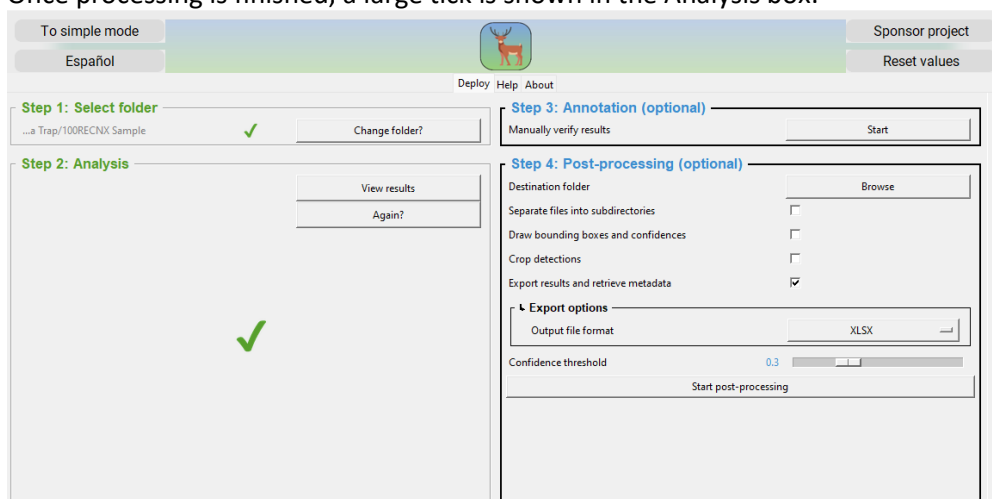 Once processing is finished, a large tick is shown in the Analysis box.
To simple mode
Sponsor project
Español
Reset values
Deploy Help About
Step 1: Select folder
...a Trap/100RECNX Sample
Change folder?
Step 2: Analysis
View results
Again?
Step 3: Annotation (optional)
Manually verify results
Start
Step 4: Post-processing (optional)
Destination folder
Browse
Separate files into subdirectories
Draw bounding boxes and confidences
Crop detections
Export results and retrieve metadata
Export options
Output file format
XLSX
Confidence threshold
0.3
Start post-processing